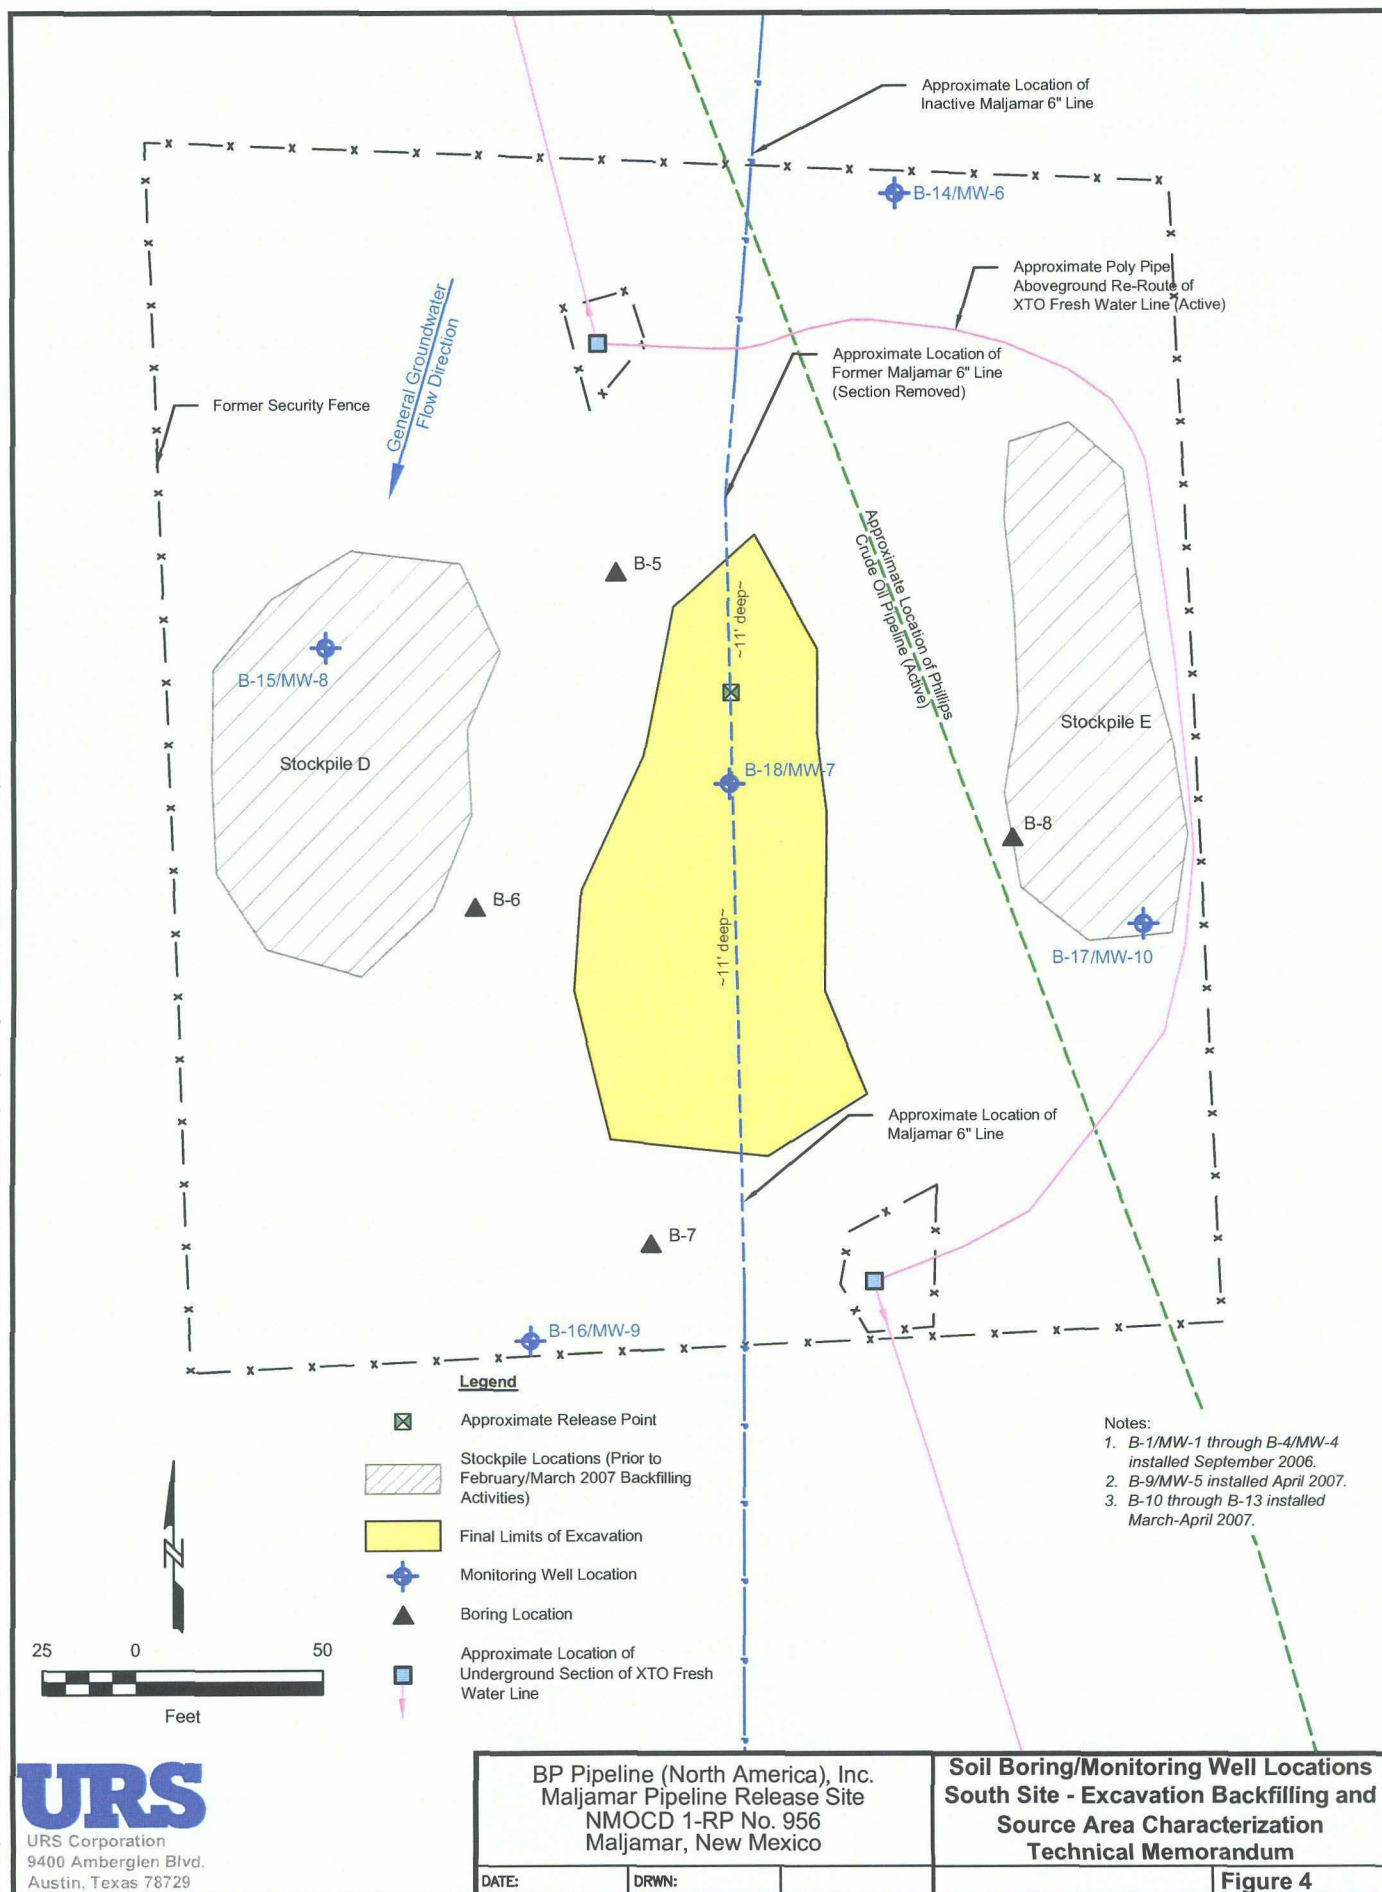 Approximate Location of
Inactive Maljamar 6" Line
B-14/MW-6
Approximate Poly Pipe
Aboveground Re-Route of
XTO Fresh Water Line (Active)
General Groundwater
Flow Direction
Approximate Location of
Former Maljamar 6" Line
(Section Removed)
Former Security Fence
Approximate Location of Phillips
Crude Oil Pipeline (Active)
B-5
~11' deep~
B-15/MW-8
Stockpile D
Stockpile E
B-18/MW-7
B-8
B-6
~11' deep~
B-17/MW-10
Approximate Location of
Maljamar 6" Line
B-7
B-16/MW-9
Legend
Approximate Release Point
Stockpile Locations (Prior to
February/March 2007 Backfilling
Activities)
Final Limits of Excavation
Monitoring Well Location
Boring Location
Approximate Location of
Underground Section of XTO Fresh
Water Line
Notes:
1. B-1/MW-1 through B-4/MW-4
installed September 2006.
2. B-9/MW-5 installed April 2007.
3. B-10 through B-13 installed
March-April 2007.
N
25 0 50
Feet
URS
URS Corporation
9400 Amberglen Blvd.
Austin, Texas 78729
BP Pipeline (North America), Inc.
Maljamar Pipeline Release Site
NMOCD 1-RP No. 956
Maljamar, New Mexico
DATE:
DRWN:
Soil Boring/Monitoring Well Locations
South Site - Excavation Backfilling and
Source Area Characterization
Technical Memorandum
Figure 4